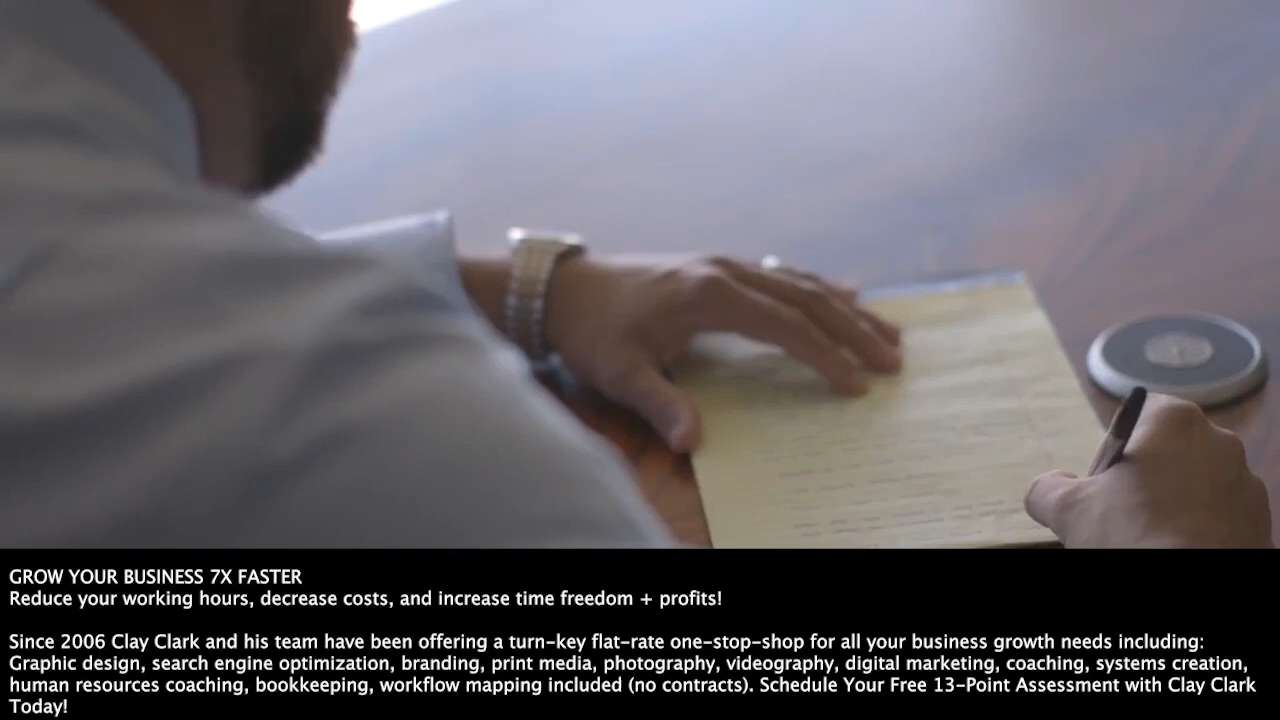 GROW YOUR BUSINESS 7X FASTER
Reduce your working hours, decrease costs, and increase time freedom + profits!
Since 2006 Clay Clark and his team have been offering a turn-key flat-rate one-stop-shop for all your business growth needs including:
Graphic design, search engine optimization, branding, print media, photography, videography, digital marketing, coaching, systems creation,
human resources coaching, bookkeeping, workflow mapping included (no contracts). Schedule Your Free 13-Point Assessment with Clay Clark
Today!